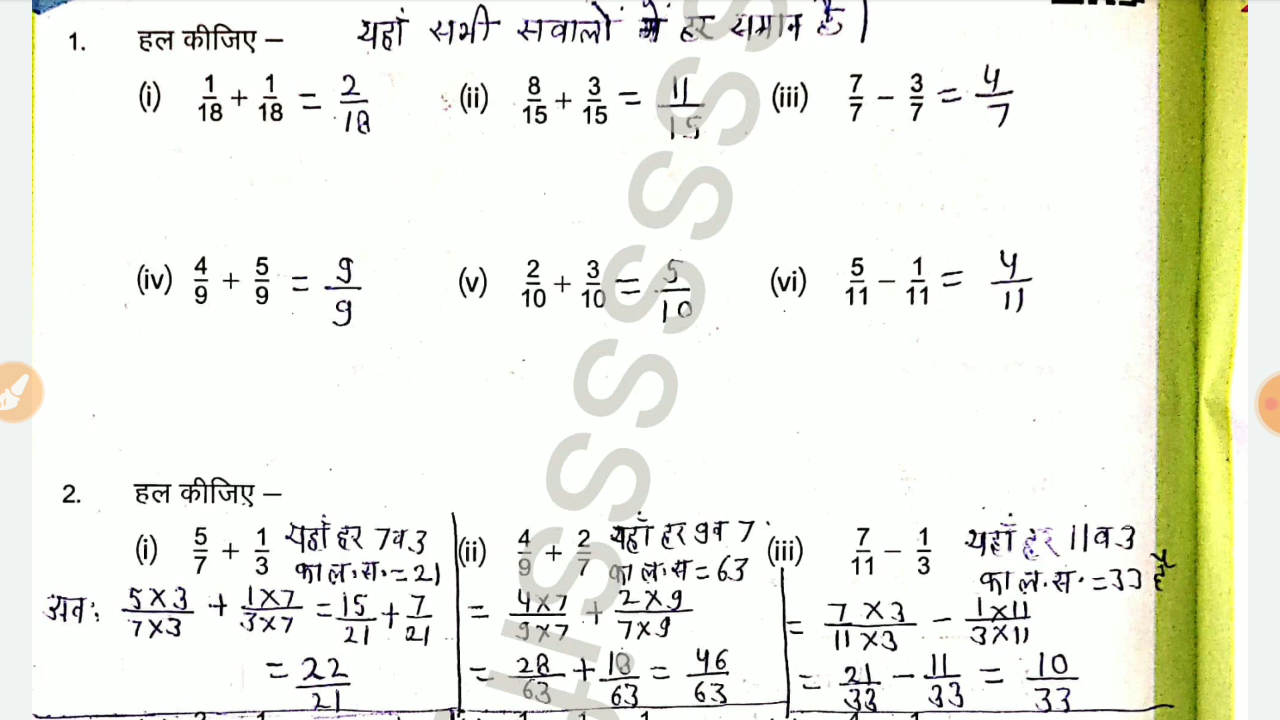 1. हल कीजिए – यहाँ सभी सवालों में हर समान है।
(i) 1/18 + 1/18 = 2/18 (ii) 8/15 + 3/15 = 11/15 (iii) 7/7 − 3/7 = 4/7
(iv) 4/9 + 5/9 = 9/9 (v) 2/10 + 3/10 = 5/10 (vi) 5/11 − 1/11 = 4/11
2. हल कीजिए –
(i) 5/7 + 1/3 यहाँ हर 7 व 3
का ल.स. = 21
अतः 5×3/7×3 + 1×7/3×7 = 15/21 + 7/21
= 22/21
(ii) 4/9 + 2/7 यहाँ हर 9 व 7
का ल.स = 63
= 4×7/9×7 + 2×9/7×9
= 28/63 + 18/63 = 46/63
(iii) 7/11 − 1/3 यहाँ हर 11 व 3
का ल.स. = 33 है
= 7×3/11×3 − 1×11/3×11
= 21/33 − 11/33 = 10/33